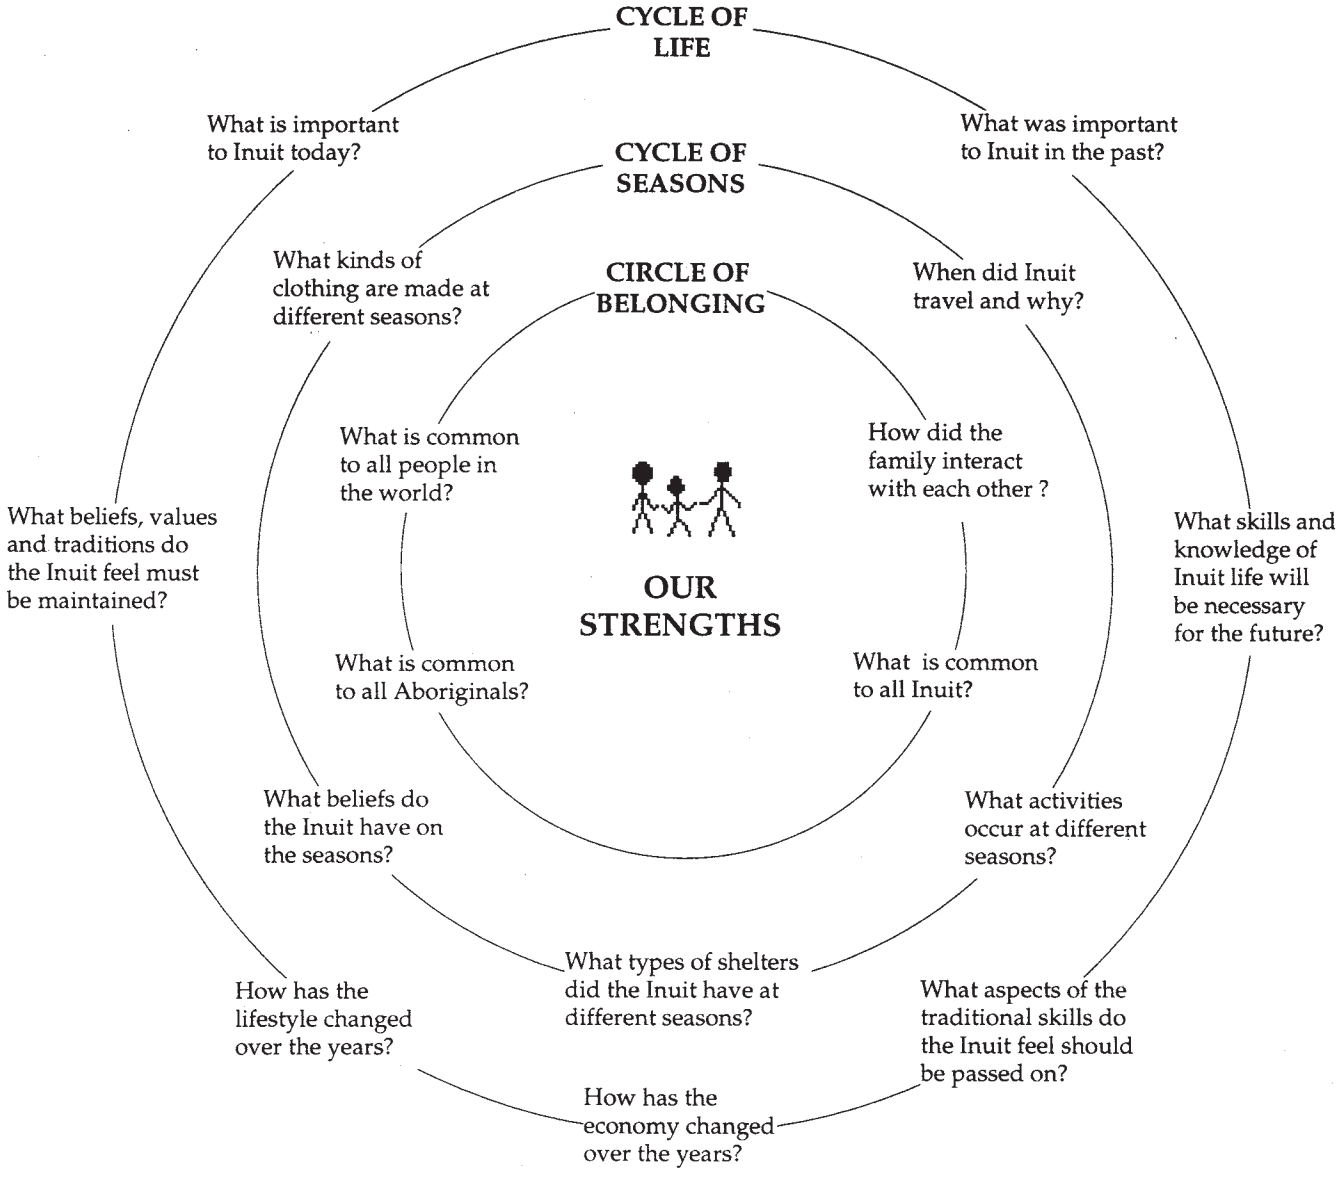 CYCLE OF
LIFE
What is important
to Inuit today?
What was important
to Inuit in the past?
CYCLE OF
SEASONS
What kinds of
clothing are made at
different seasons?
When did Inuit
travel and why?
CIRCLE OF
BELONGING
What is common
to all people in
the world?
How did the
family interact
with each other ?
What beliefs, values
and traditions do
the Inuit feel must
be maintained?
What skills and
knowledge of
Inuit life will
be necessary
for the future?
OUR
STRENGTHS
What is common
to all Aboriginals?
What is common
to all Inuit?
What beliefs do
the Inuit have on
the seasons?
What activities
occur at different
seasons?
What types of shelters
did the Inuit have at
different seasons?
How has the
lifestyle changed
over the years?
What aspects of the
traditional skills do
the Inuit feel should
be passed on?
How has the
economy changed
over the years?